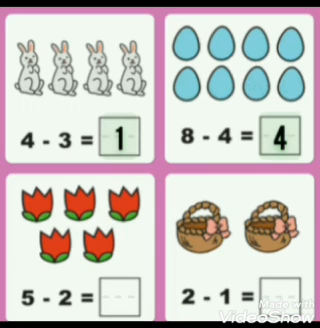 4 - 3 = 1
8 - 4 = 4
5 - 2 =
2 - 1 =
Made with
VideoShow